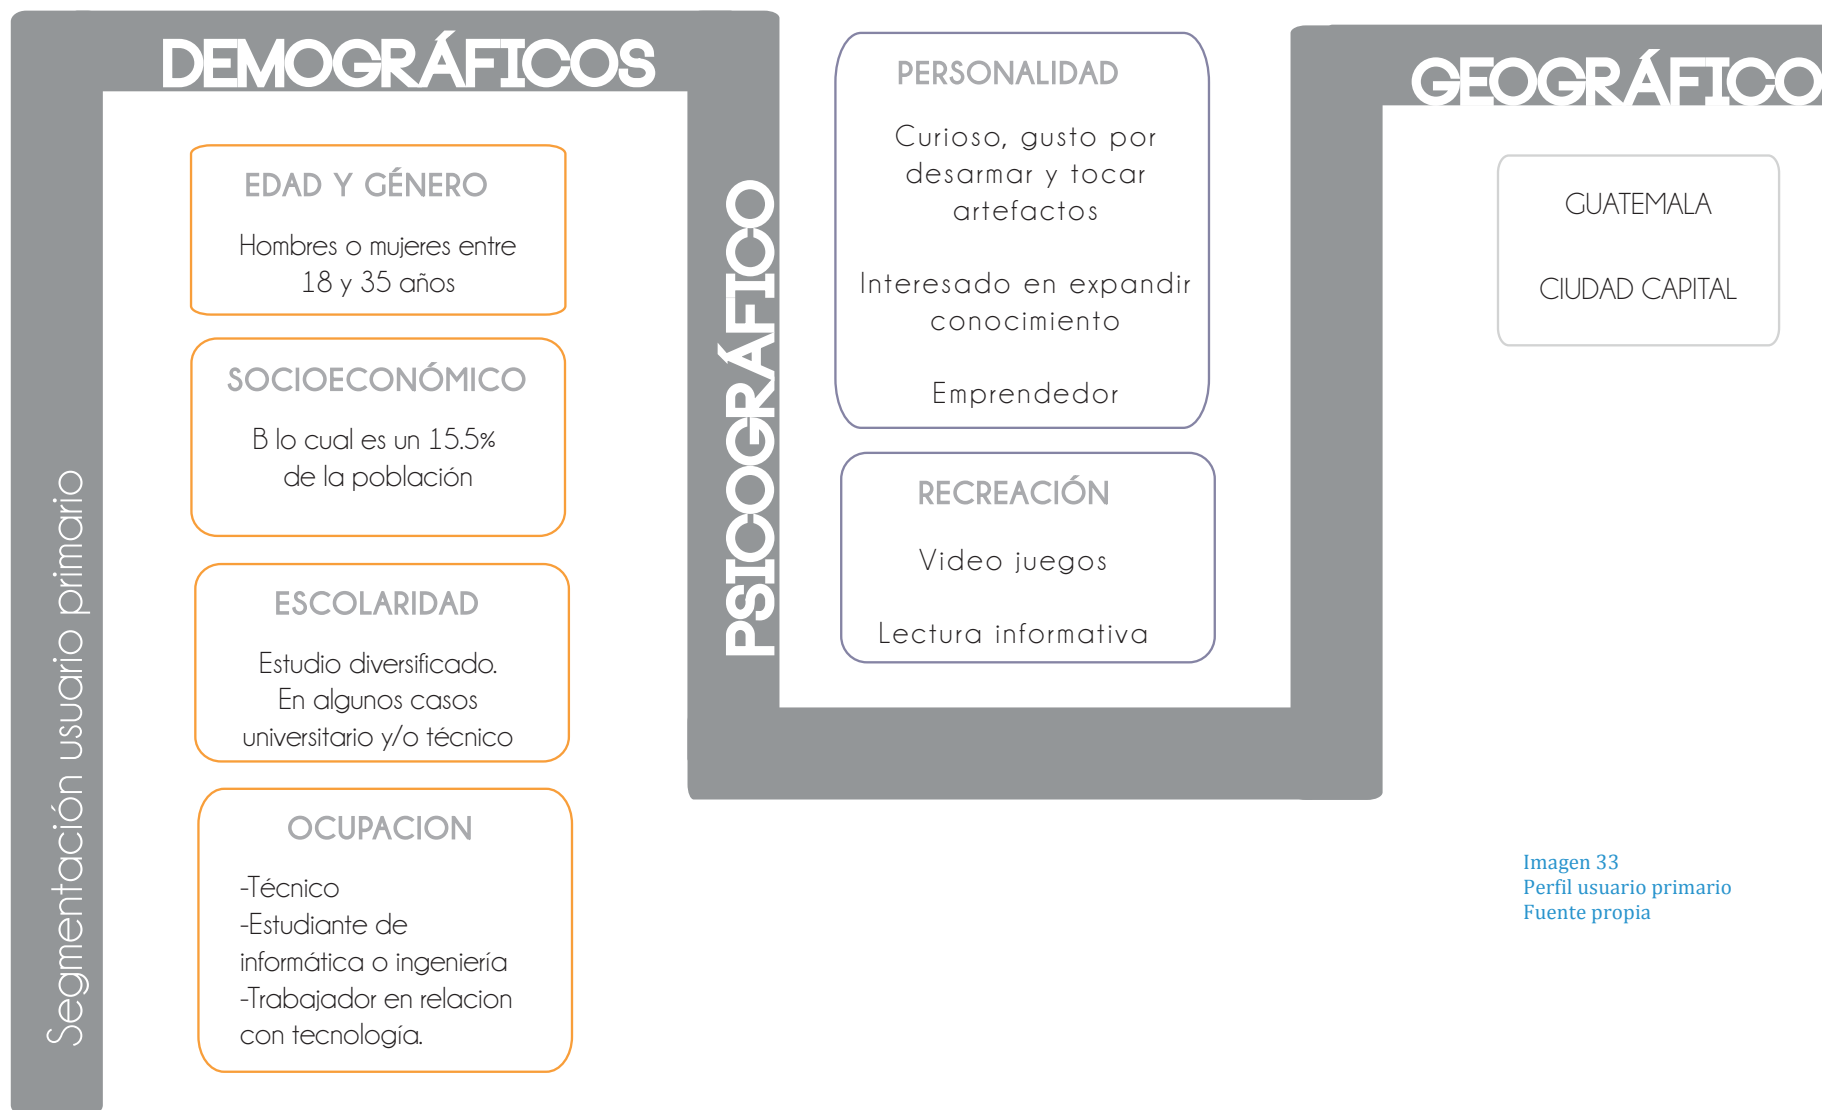 Segmentación usuario primario
DEMOGRÁFICOS
EDAD Y GÉNERO
Hombres o mujeres entre
18 y 35 años
SOCIOECONÓMICO
B lo cual es un 15.5%
de la población
ESCOLARIDAD
Estudio diversificado.
En algunos casos
universitario y/o técnico
OCUPACION
-Técnico
-Estudiante de
informática o ingeniería
-Trabajador en relacion
con tecnología.
PSICOGRÁFICO
PERSONALIDAD
Curioso, gusto por
desarmar y tocar
artefactos
Interesado en expandir
conocimiento
Emprendedor
RECREACIÓN
Video juegos
Lectura informativa
GEOGRÁFICO
GUATEMALA
CIUDAD CAPITAL
Imagen 33
Perfil usuario primario
Fuente propia